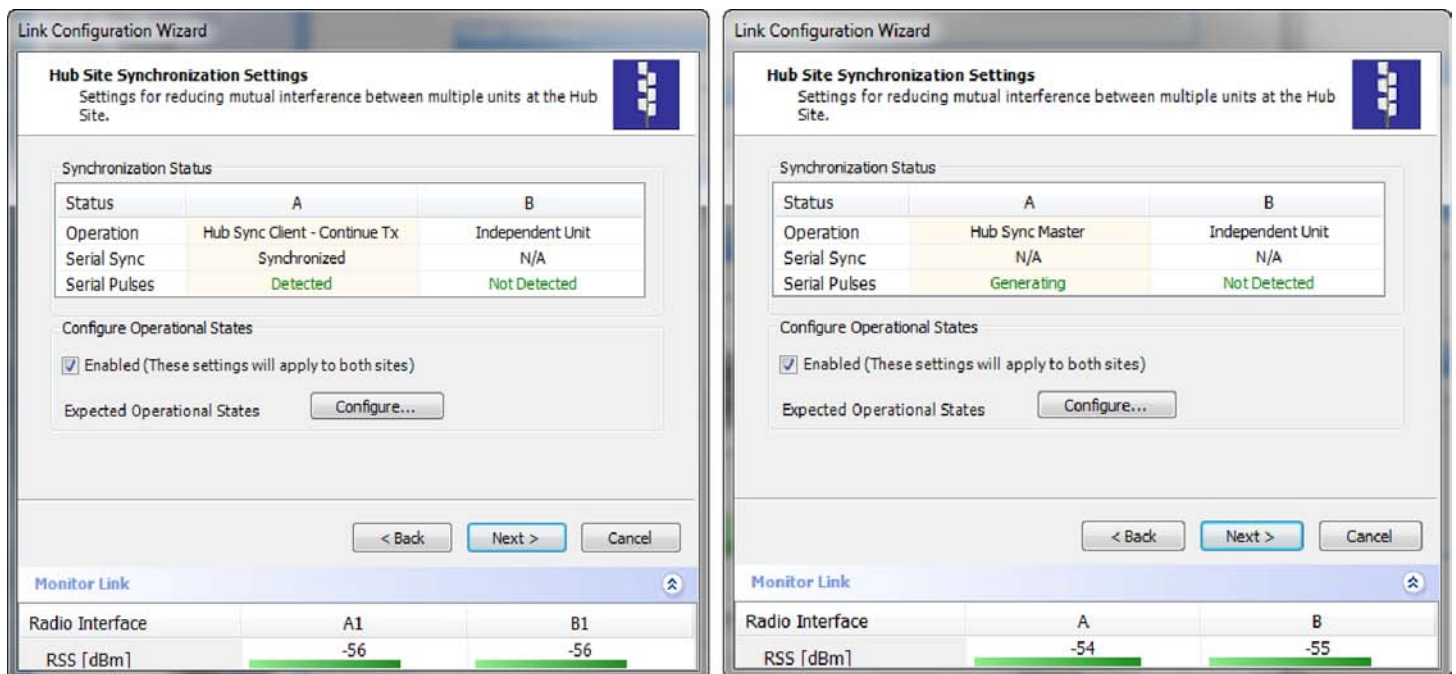 Link Configuration Wizard
Hub Site Synchronization Settings
Settings for reducing mutual interference between multiple units at the Hub
Site.
Synchronization Status
Status A B
Operation Hub Sync Client - Continue Tx Independent Unit
Serial Sync Synchronized N/A
Serial Pulses Detected Not Detected
Configure Operational States
Enabled (These settings will apply to both sites)
Expected Operational States Configure...
< Back Next > Cancel
Monitor Link
Radio Interface A1 B1
RSS [dBm] -56 -56
Link Configuration Wizard
Hub Site Synchronization Settings
Settings for reducing mutual interference between multiple units at the Hub
Site.
Synchronization Status
Status A B
Operation Hub Sync Master Independent Unit
Serial Sync N/A N/A
Serial Pulses Generating Not Detected
Configure Operational States
Enabled (These settings will apply to both sites)
Expected Operational States Configure...
< Back Next > Cancel
Monitor Link
Radio Interface A B
RSS [dBm] -54 -55